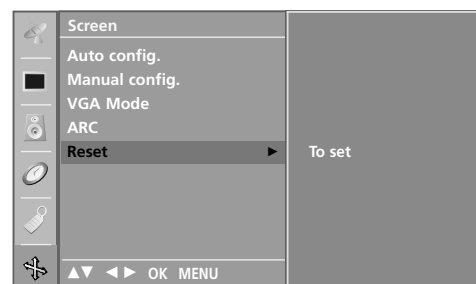 Screen
Auto config.
Manual config.
VGA Mode
ARC
Reset ► To set
▲▼ ◄► OK MENU